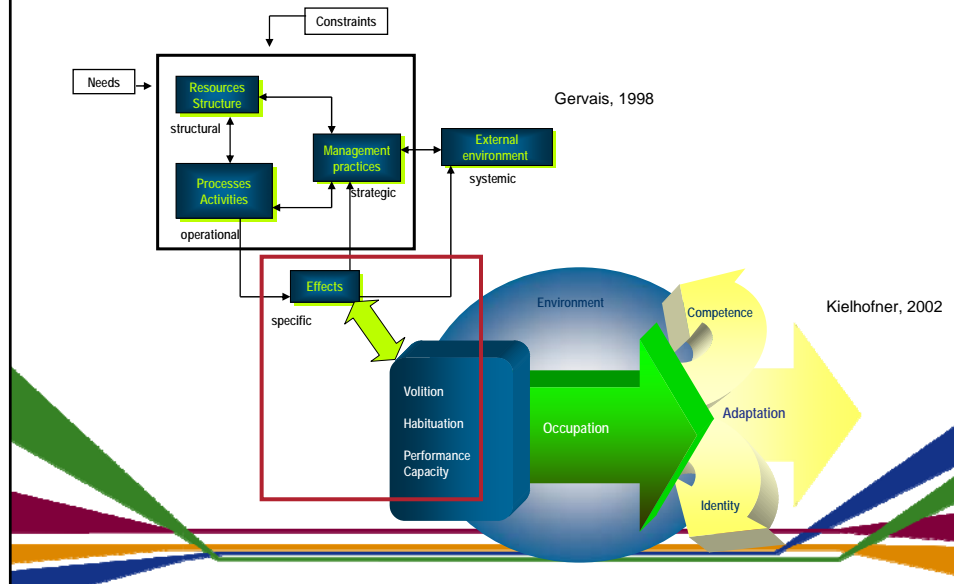 Constraints
Needs
Resources
Structure
structural
Gervais, 1998
Management
practices
strategic
External
environment
systemic
Processes
Activities
operational
Effects
specific
Environment
Competence
Kielhofner, 2002
Volition
Habituation
Performance
Capacity
Occupation
Adaptation
Identity